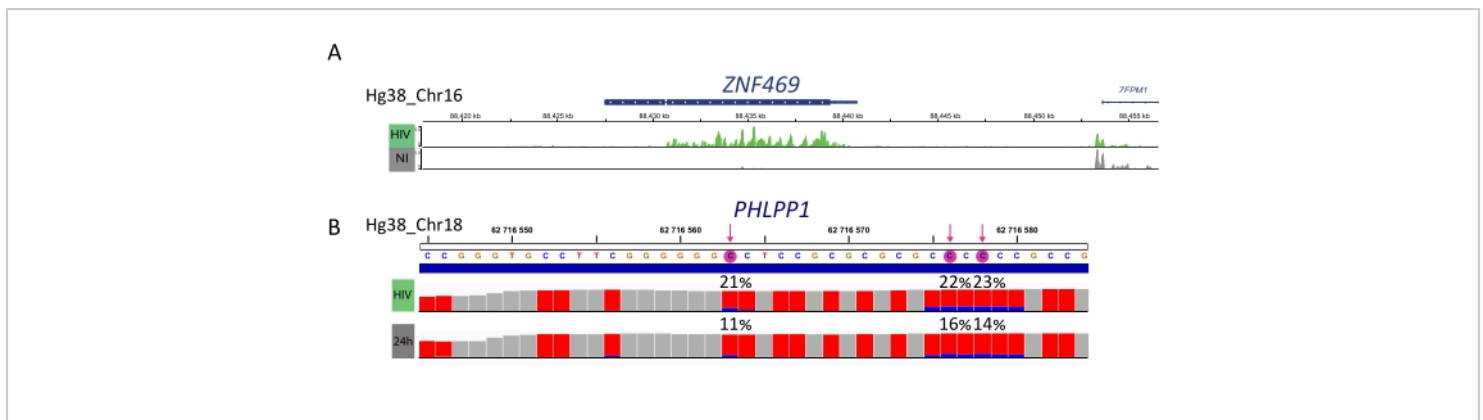 A
ZNF469
Hg38_Chr16
ZFPM1
88,420 kb 88,425 kb 88,430 kb 88,435 kb 88,440 kb 88,445 kb 88,450 kb 88,455 kb
HIV
NI
PHLPP1
B
Hg38_Chr18
62 716 550 62 716 560 62 716 570 62 716 580
C C G G G T G C C T T C G G G G G G C C T C C G C G C G C G C C C C C C G C C G
21% 22% 23%
HIV
11% 16% 14%
24h